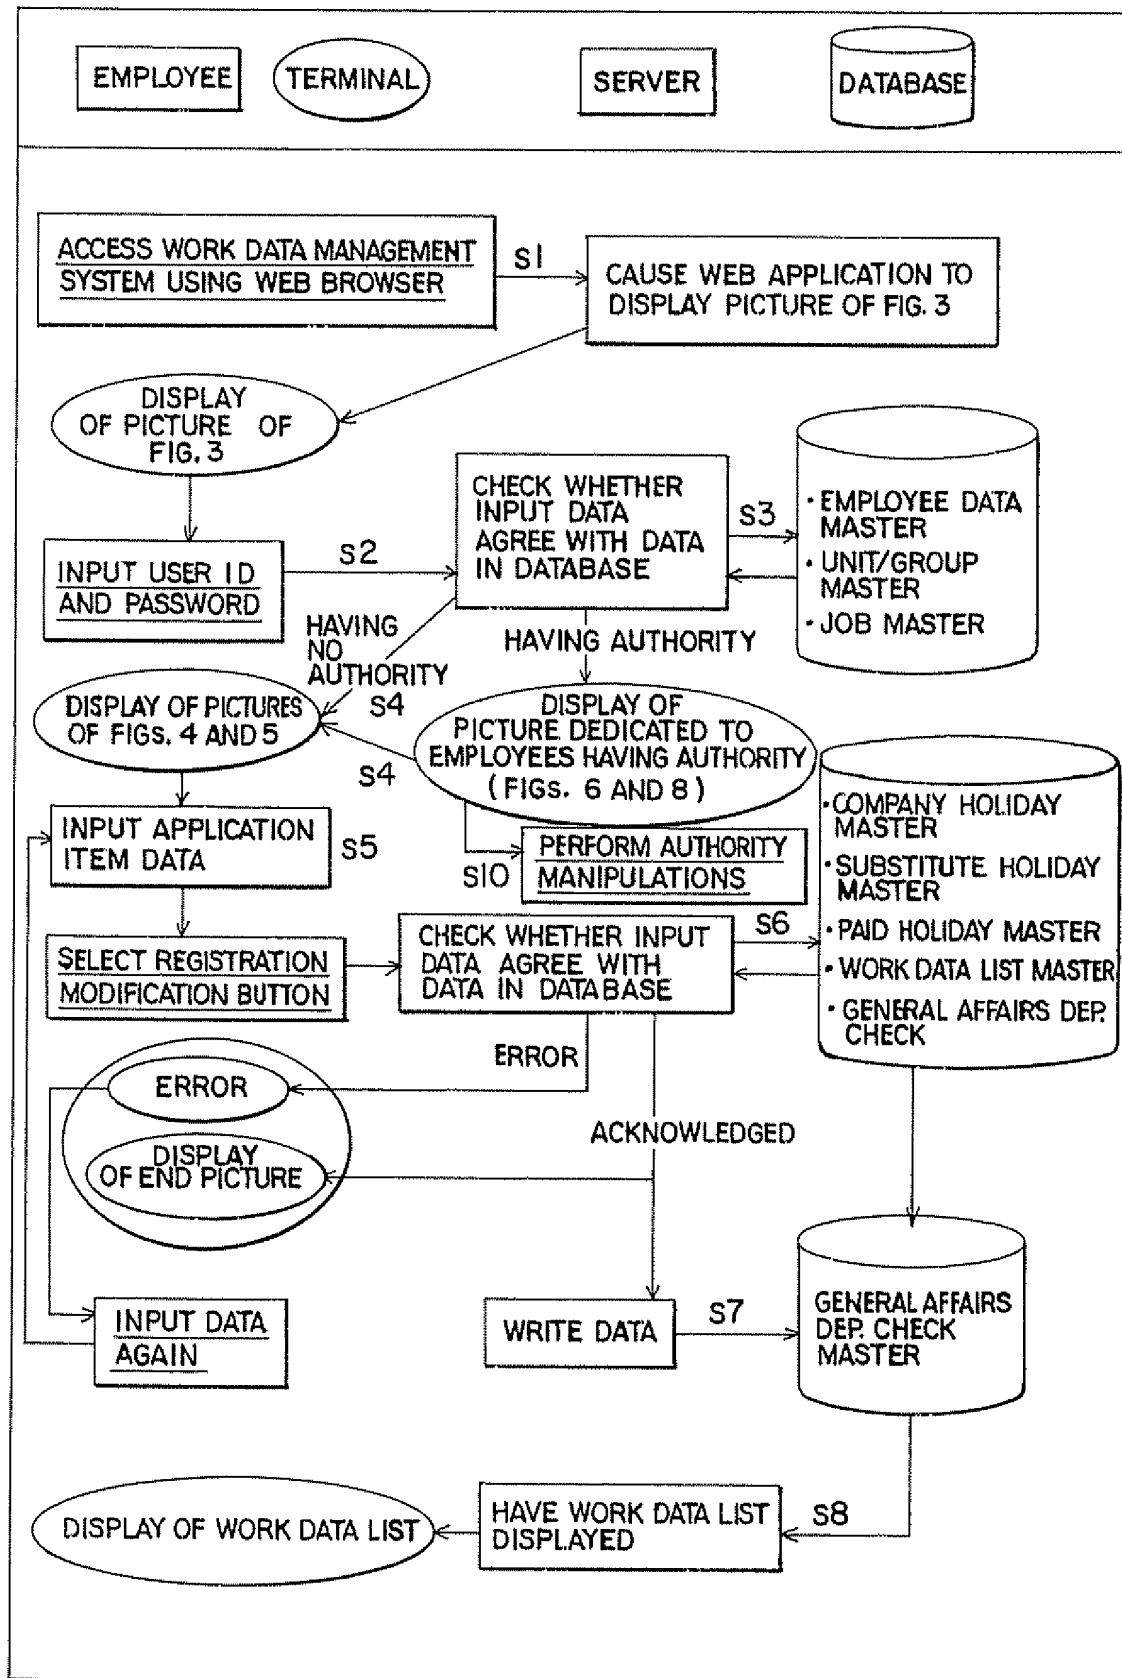 EMPLOYEE
TERMINAL
SERVER
DATABASE
ACCESS WORK DATA MANAGEMENT
SYSTEM USING WEB BROWSER
S1
CAUSE WEB APPLICATION TO
DISPLAY PICTURE OF FIG. 3
DISPLAY
OF PICTURE OF
FIG. 3
INPUT USER ID
AND PASSWORD
S2
CHECK WHETHER
INPUT DATA
AGREE WITH DATA
IN DATABASE
S3
· EMPLOYEE DATA
MASTER
· UNIT/GROUP
MASTER
· JOB MASTER
HAVING
NO
AUTHORITY
S4
HAVING AUTHORITY
DISPLAY OF PICTURES
OF FIGS. 4 AND 5
S4
DISPLAY OF
PICTURE DEDICATED TO
EMPLOYEES HAVING AUTHORITY
(FIGS. 6 AND 8)
INPUT APPLICATION
ITEM DATA
S5
S10
PERFORM AUTHORITY
MANIPULATIONS
· COMPANY HOLIDAY
MASTER
· SUBSTITUTE HOLIDAY
MASTER
· PAID HOLIDAY MASTER
· WORK DATA LIST MASTER
· GENERAL AFFAIRS DEP.
CHECK
SELECT REGISTRATION
MODIFICATION BUTTON
CHECK WHETHER INPUT
DATA AGREE WITH
DATA IN DATABASE
S6
ERROR
ERROR
ACKNOWLEDGED
DISPLAY
OF END PICTURE
INPUT DATA
AGAIN
WRITE DATA
S7
GENERAL AFFAIRS
DEP. CHECK
MASTER
DISPLAY OF WORK DATA LIST
HAVE WORK DATA LIST
DISPLAYED
S8